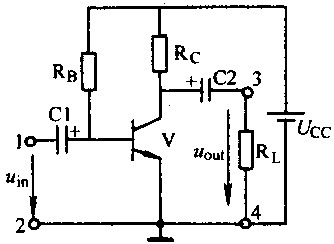 R_B
R_C
+ C2 3
C1
1 +
V
u_in
u_out
R_L
U_CC
2
4